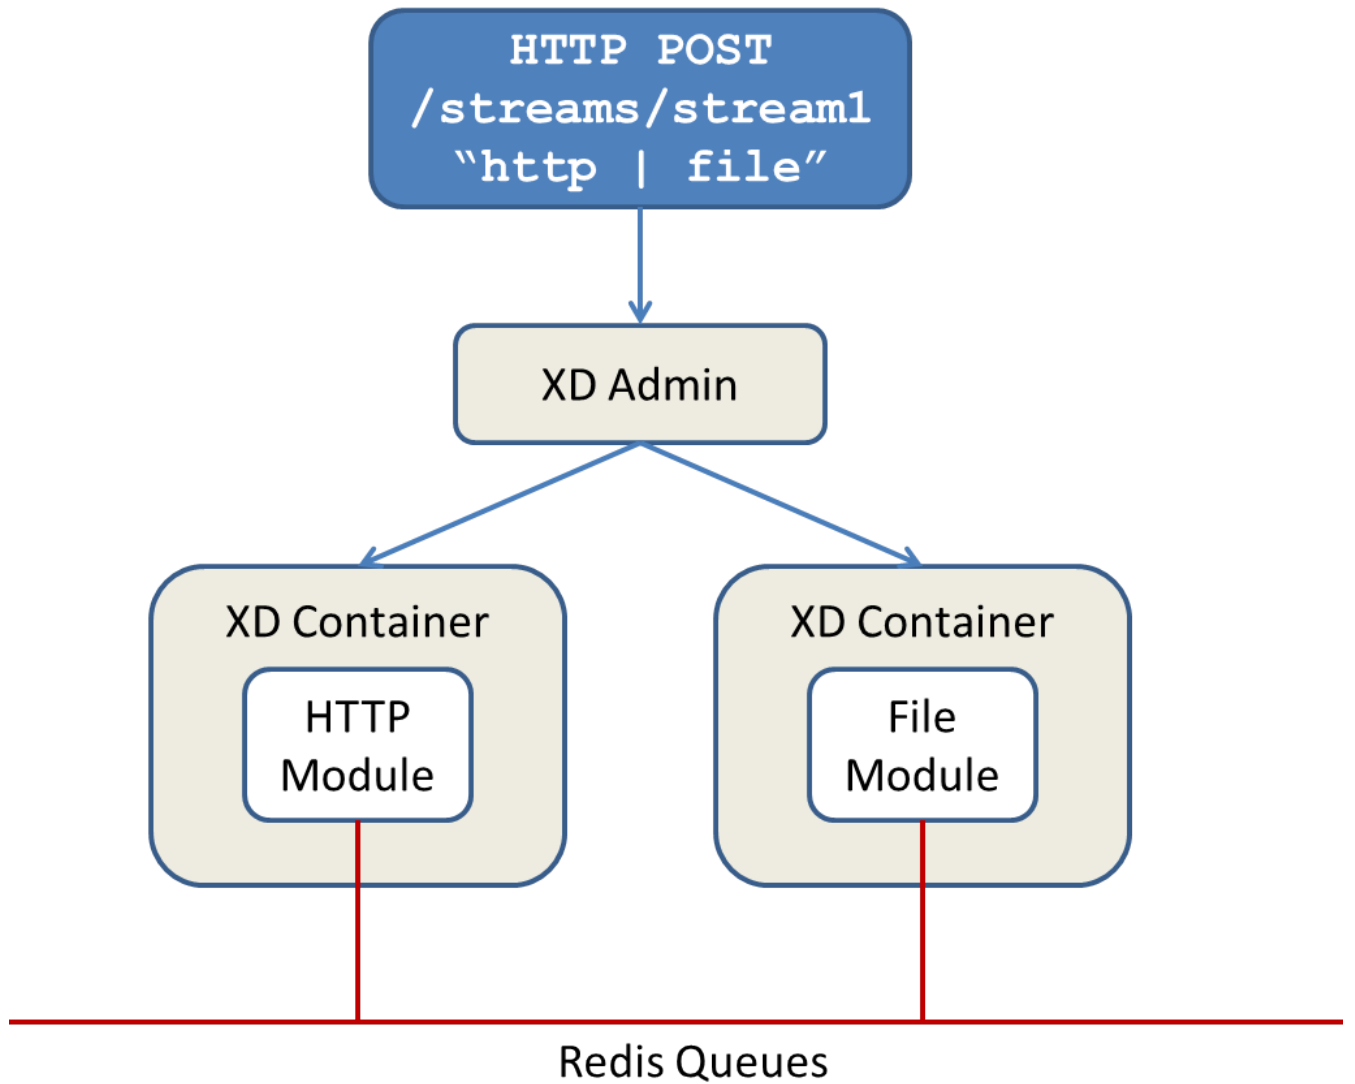 HTTP POST
/streams/stream1
“http | file”
XD Admin
XD Container
HTTP
Module
XD Container
File
Module
Redis Queues